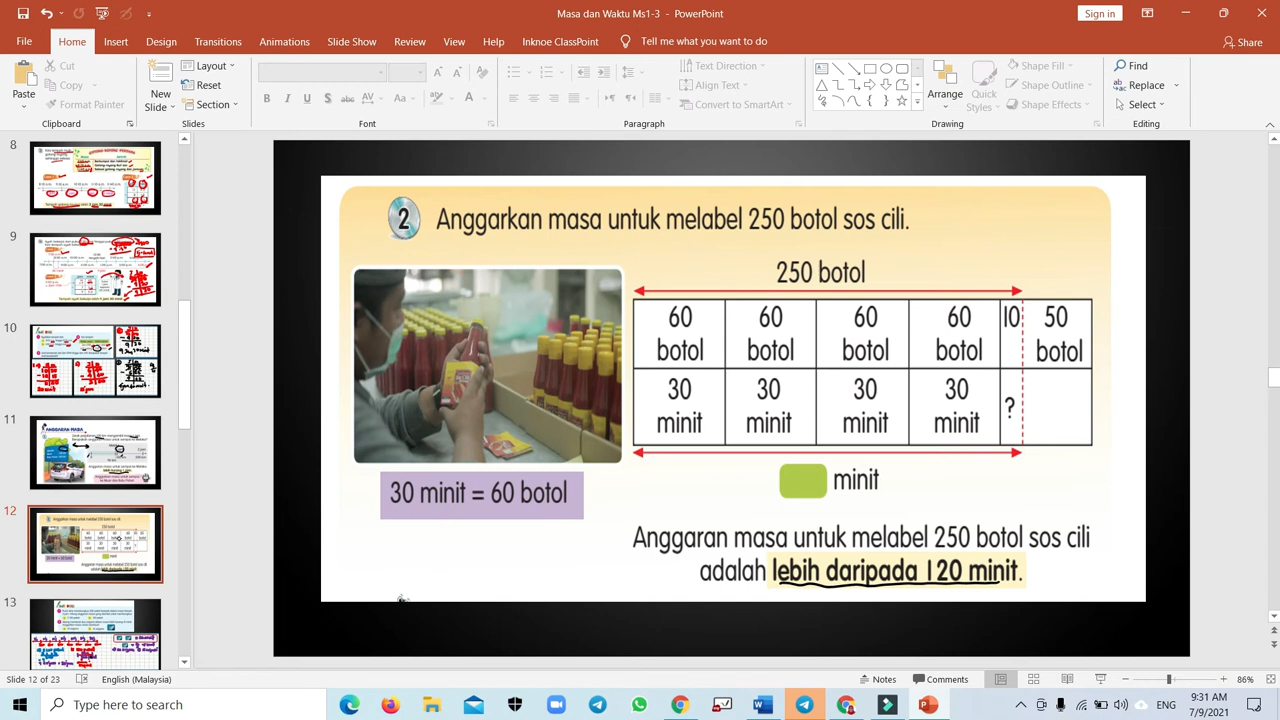 Masa dan Waktu Ms1-3 - PowerPoint
Sign in
File Home Insert Design Transitions Animations Slide Show Review View Help Inknoe ClassPoint Tell me what you want to do Share
Paste
Cut
Copy
Format Painter
Clipboard
New Slide
Layout
Reset
Section
Slides
Font
Paragraph
Text Direction
Align Text
Convert to SmartArt
Arrange
Quick Styles
Shape Fill
Shape Outline
Shape Effects
Drawing
Find
Replace
Select
Editing
8
9
10
11
12
13
2 Anggarkan masa untuk melabel 250 botol sos cili.
250 botol
60 60 60 60 10 50
botol botol botol botol botol
30 30 30 30 ?
minit minit minit minit
minit
30 minit = 60 botol
Anggaran masa untuk melabel 250 botol sos cili
adalah lebih daripada 120 minit.
Slide 12 of 23 English (Malaysia) Notes Comments 86%
Type here to search
ENG
9:31 AM
7/9/2021